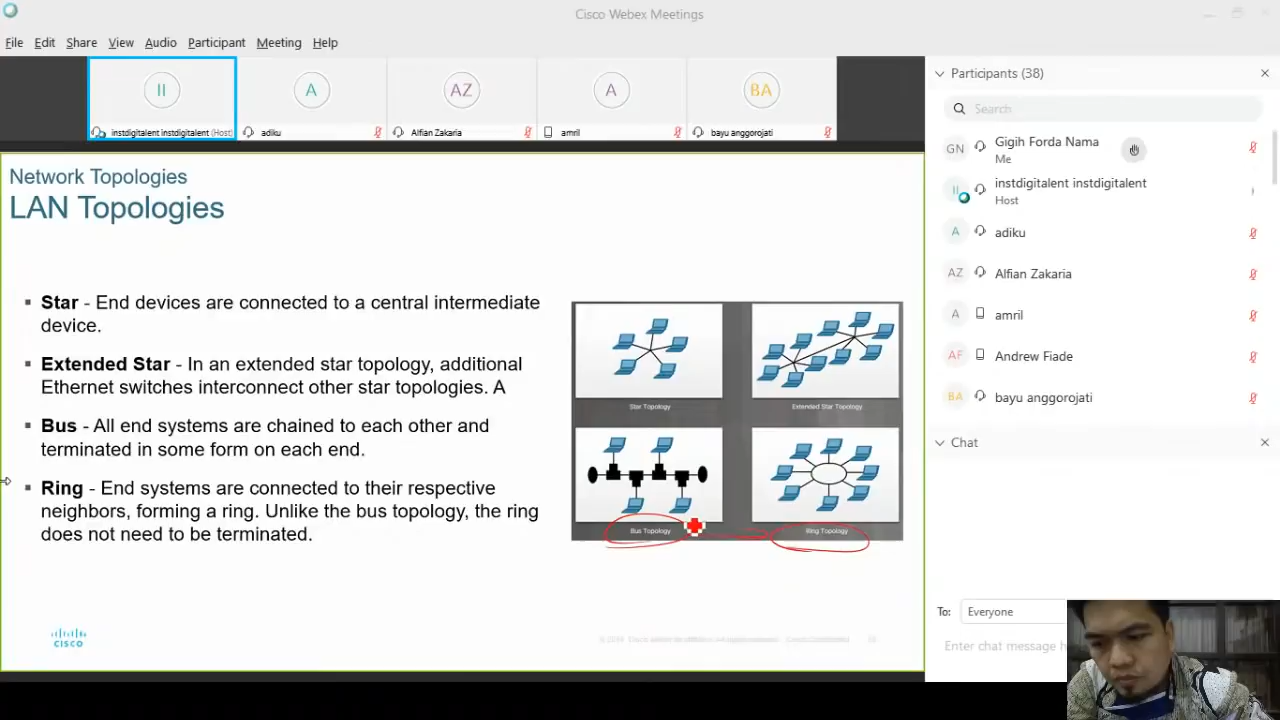 Cisco Webex Meetings
File Edit Share View Audio Participant Meeting Help
II A AZ A BA
instdigitalent instdigitalent (Host) adiku Alfian Zakaria amril bayu anggorojati
Network Topologies
LAN Topologies
▪ Star - End devices are connected to a central intermediate
device.
▪ Extended Star - In an extended star topology, additional
Ethernet switches interconnect other star topologies. A
▪ Bus - All end systems are chained to each other and
terminated in some form on each end.
▪ Ring - End systems are connected to their respective
neighbors, forming a ring. Unlike the bus topology, the ring
does not need to be terminated.
Star Topology Extended Star Topology
Bus Topology Ring Topology
CISCO
Participants (38)
Search
GN Gigih Forda Nama
Me
II instdigitalent instdigitalent
Host
A adiku
AZ Alfian Zakaria
A amril
AF Andrew Fiade
BA bayu anggorojati
Chat
To: Everyone
Enter chat message h